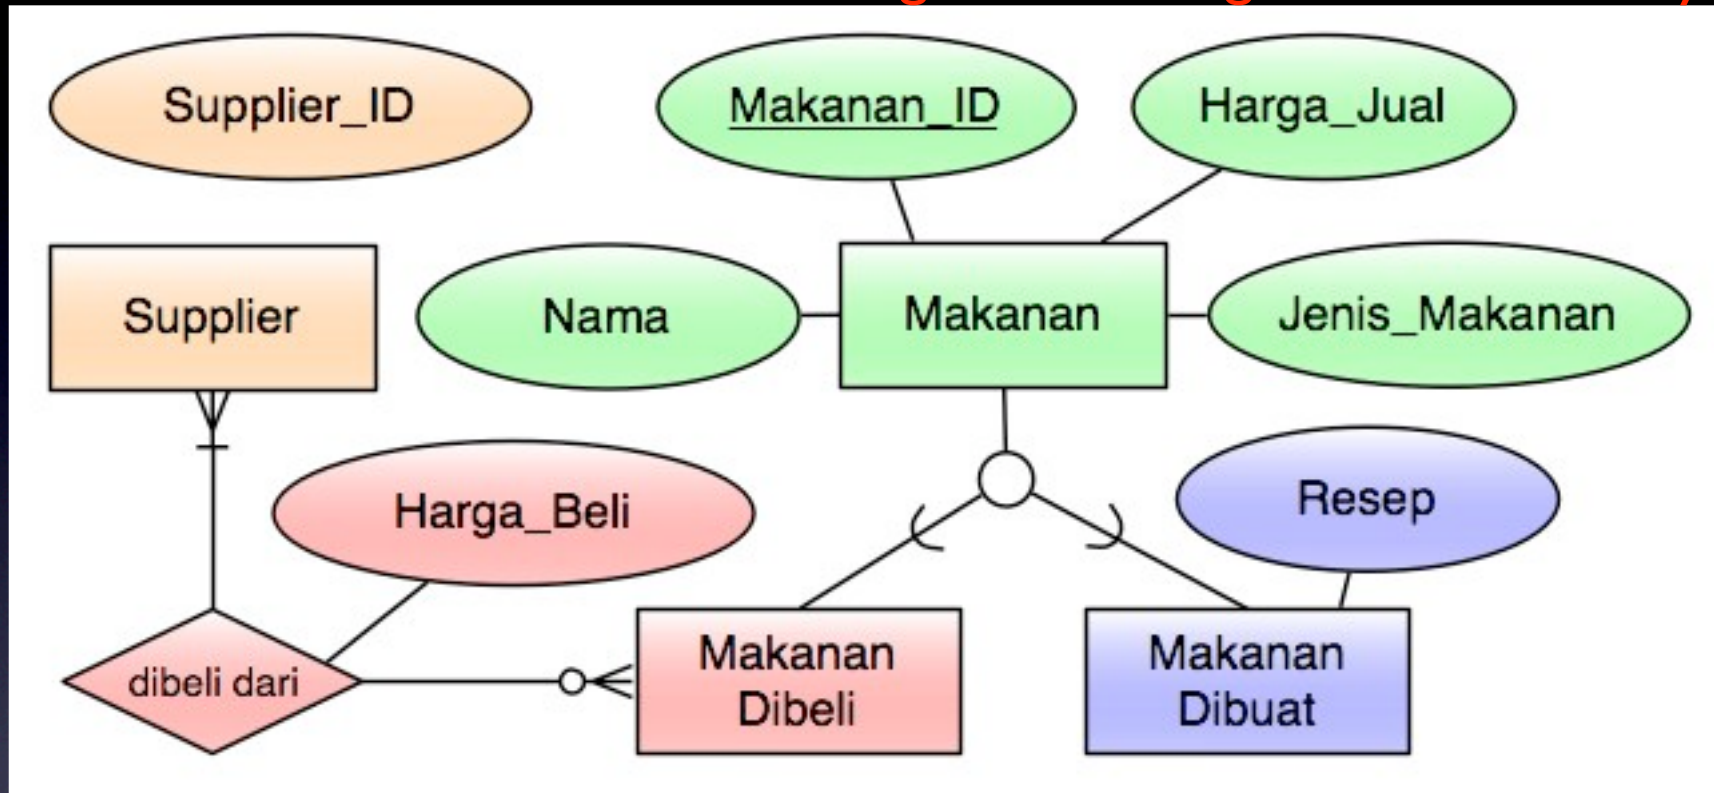 Supplier_ID
Makanan_ID
Harga_Jual
Supplier
Nama
Makanan
Jenis_Makanan
Harga_Beli
Resep
dibeli dari
Makanan
Dibeli
Makanan
Dibuat